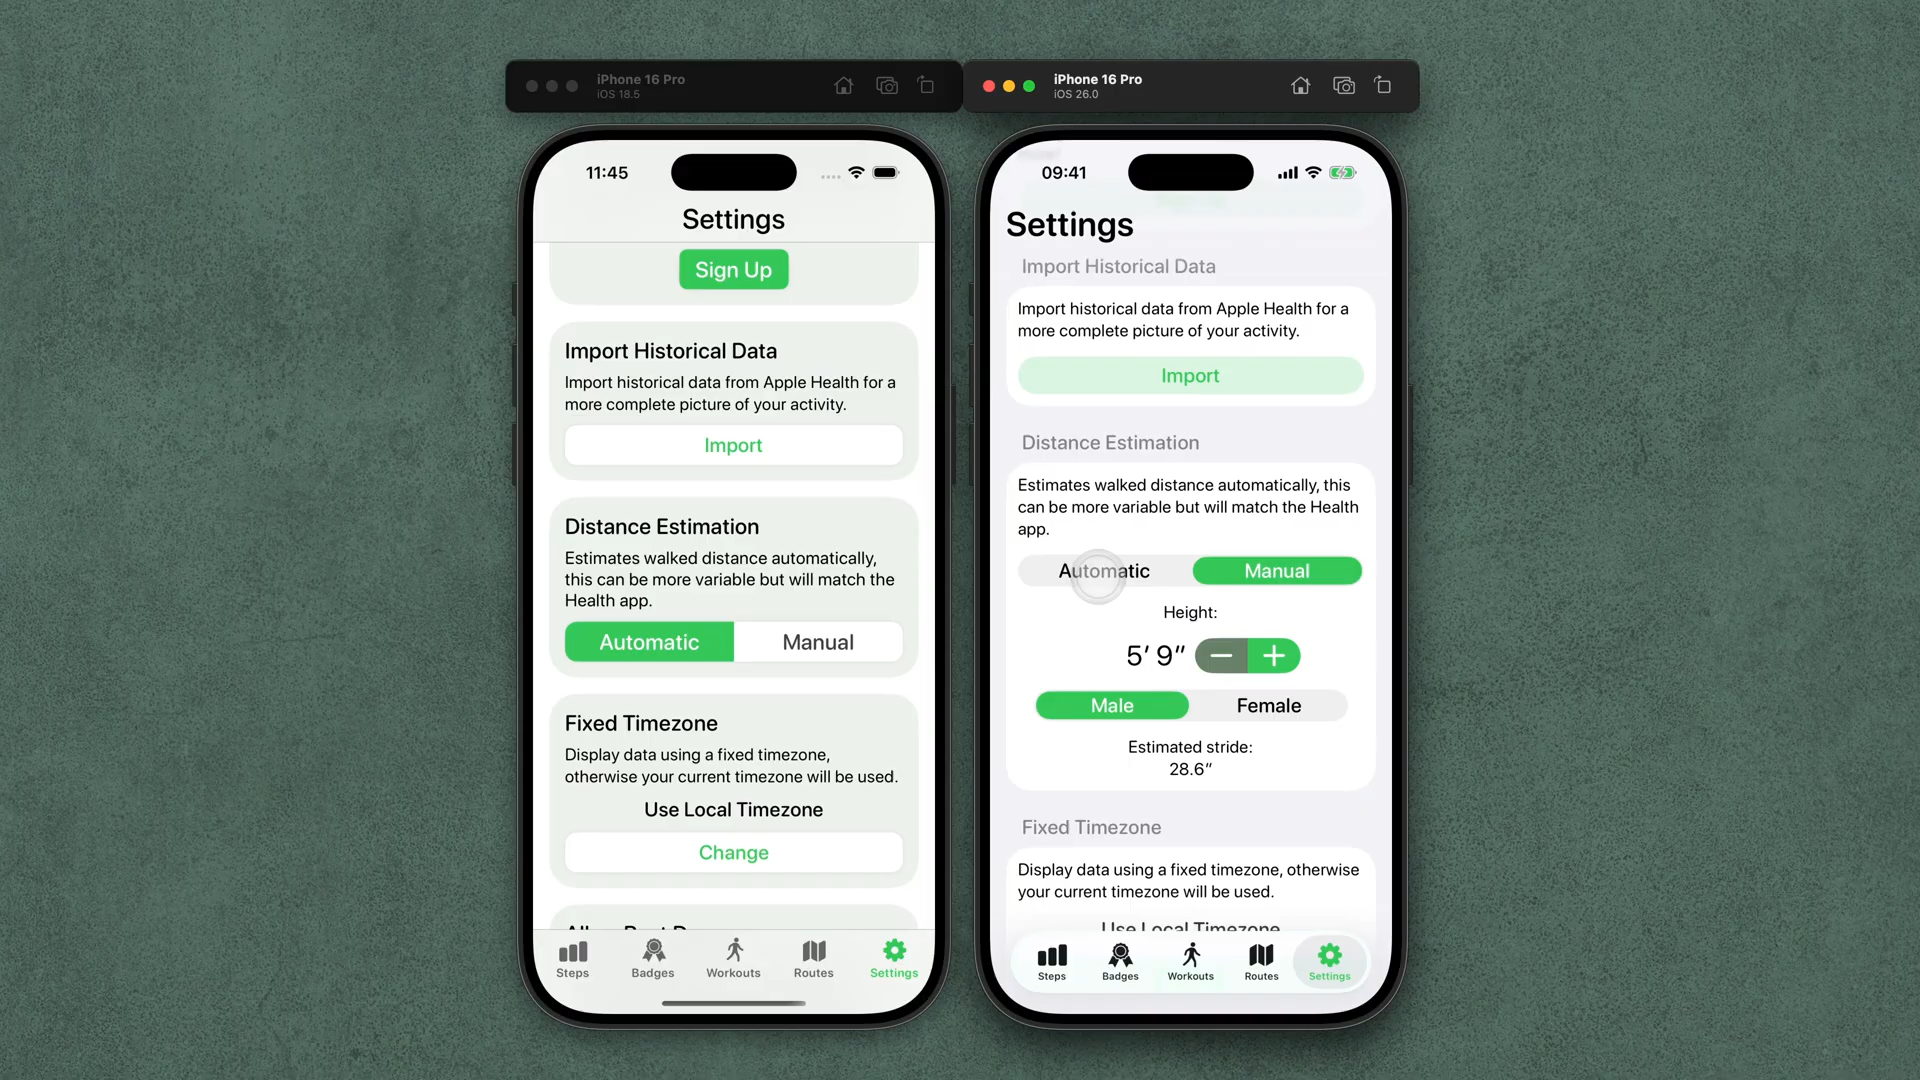 iPhone 16 Pro
iOS 18.5
11:45
Settings
Sign Up
Import Historical Data
Import historical data from Apple Health for a
more complete picture of your activity.
Import
Distance Estimation
Estimates walked distance automatically,
this can be more variable but will match the
Health app.
Automatic
Manual
Fixed Timezone
Display data using a fixed timezone,
otherwise your current timezone will be used.
Use Local Timezone
Change
Steps
Badges
Workouts
Routes
Settings
iPhone 16 Pro
iOS 26.0
09:41
Settings
Import Historical Data
Import historical data from Apple Health for a
more complete picture of your activity.
Import
Distance Estimation
Estimates walked distance automatically, this
can be more variable but will match the Health
app.
Automatic
Manual
Height:
5′ 9″
Male
Female
Estimated stride:
28.6″
Fixed Timezone
Display data using a fixed timezone, otherwise
your current timezone will be used.
Use Local Timezone
Steps
Badges
Workouts
Routes
Settings